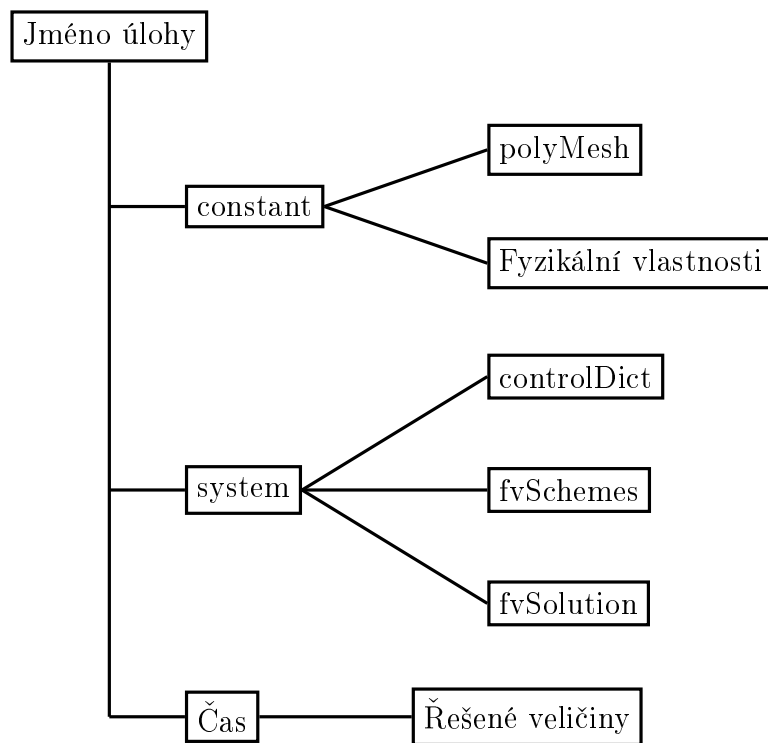 Jméno úlohy
polyMesh
constant
Fyzikální vlastnosti
controlDict
system
fvSchemes
fvSolution
Čas
Řešené veličiny